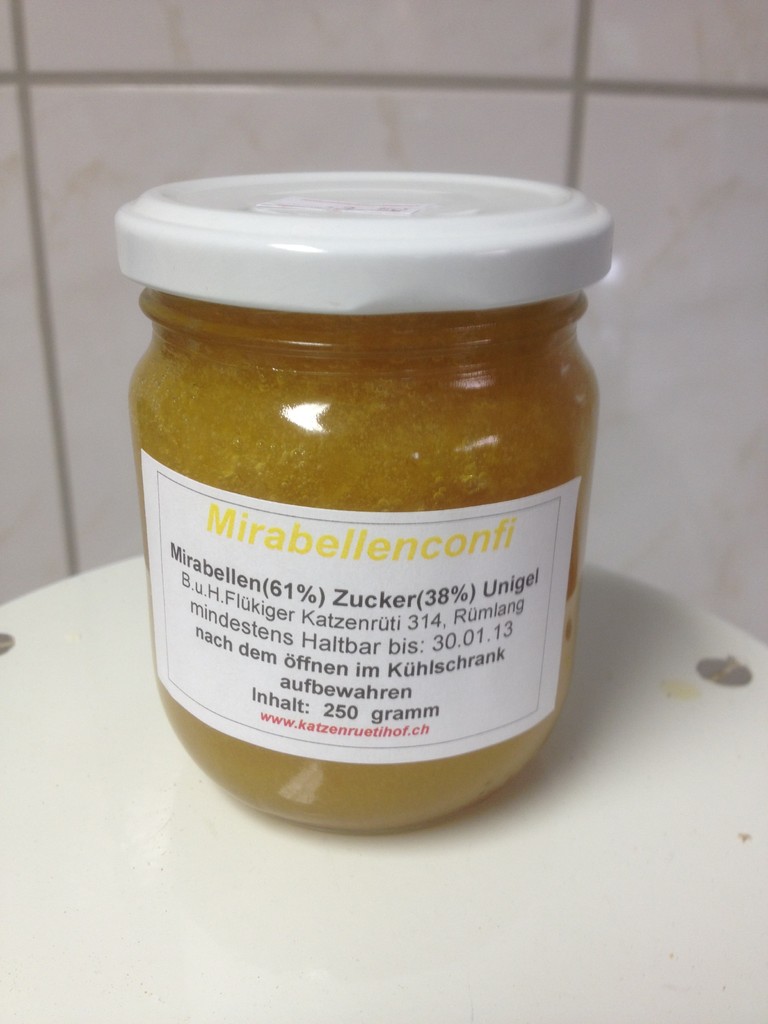 Mirabellenconfi
Mirabellen(61%) Zucker(38%) Unigel
B.u.H.Flükiger Katzenrüti 314, Rümlang
mindestens Haltbar bis: 30.01.13
nach dem öffnen im Kühlschrank
aufbewahren
Inhalt: 250 gramm
www.katzenruetihof.ch